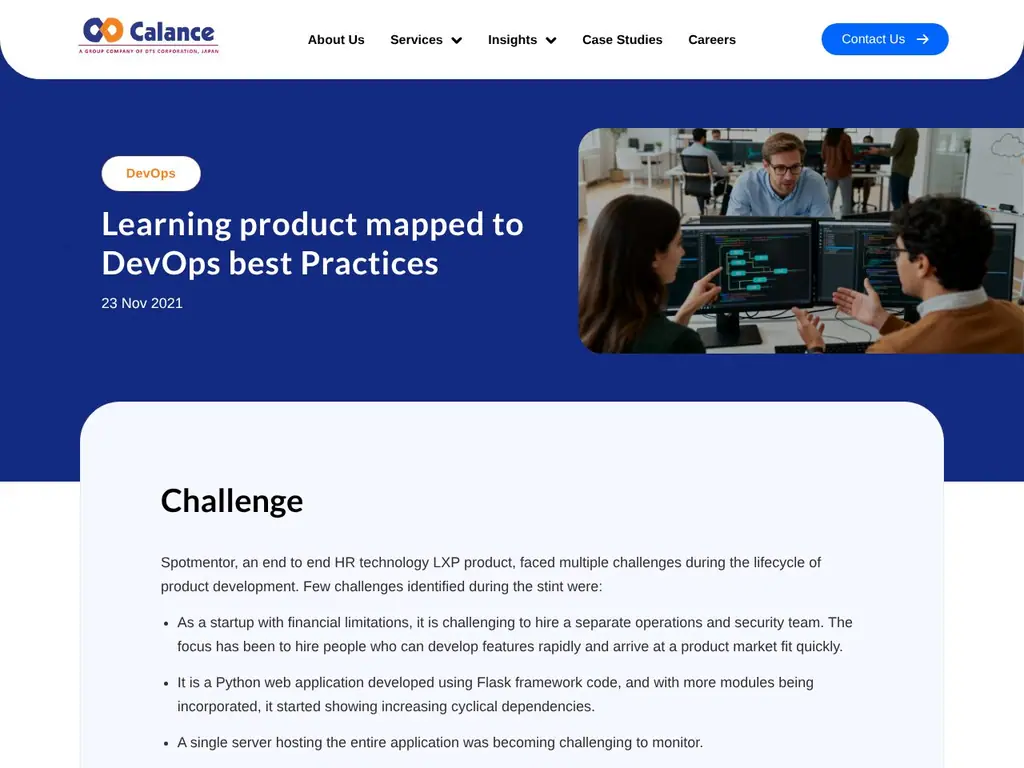 Calance
A GROUP COMPANY OF DTS CORPORATION, JAPAN
About Us
Services
Insights
Case Studies
Careers
Contact Us
DevOps
Learning product mapped to
DevOps best Practices
23 Nov 2021
Challenge
Spotmentor, an end to end HR technology LXP product, faced multiple challenges during the lifecycle of
product development. Few challenges identified during the stint were:
As a startup with financial limitations, it is challenging to hire a separate operations and security team. The
focus has been to hire people who can develop features rapidly and arrive at a product market fit quickly.
It is a Python web application developed using Flask framework code, and with more modules being
incorporated, it started showing increasing cyclical dependencies.
A single server hosting the entire application was becoming challenging to monitor.